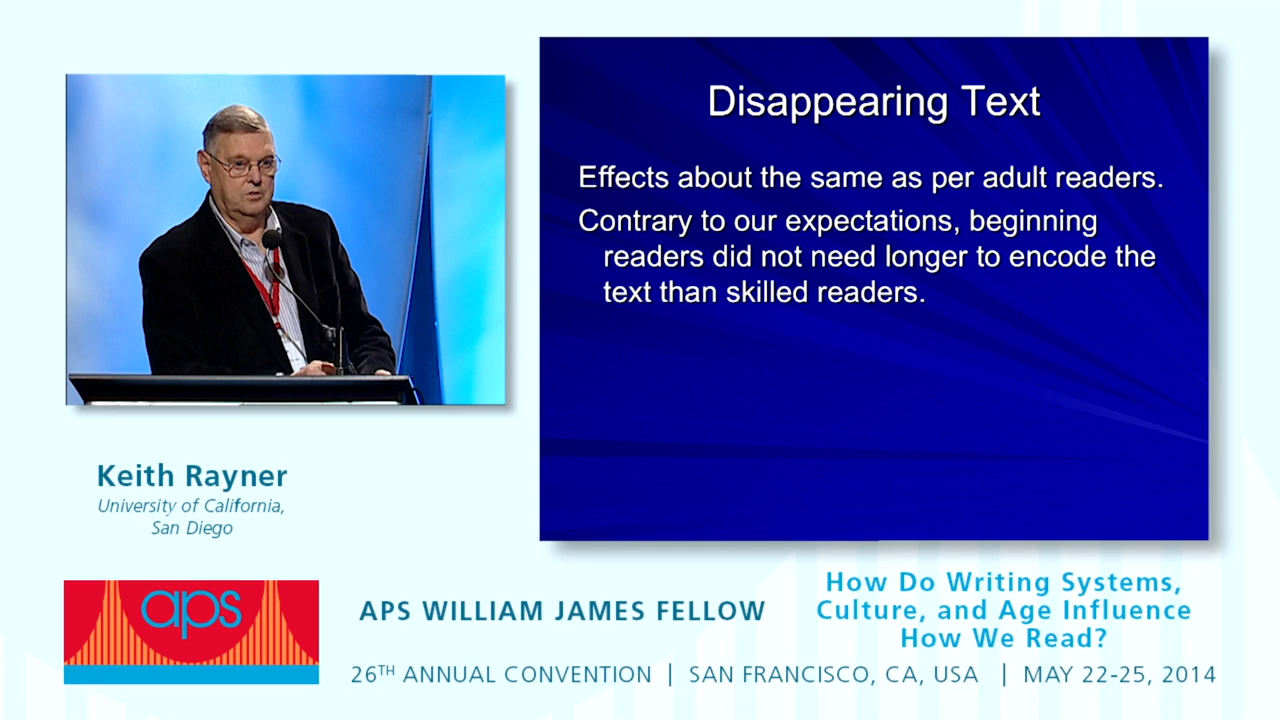 Disappearing Text
Effects about the same as per adult readers.
Contrary to our expectations, beginning
readers did not need longer to encode the
text than skilled readers.
Keith Rayner
University of California,
San Diego
aps
APS WILLIAM JAMES FELLOW
How Do Writing Systems,
Culture, and Age Influence
How We Read?
26TH ANNUAL CONVENTION | SAN FRANCISCO, CA, USA | MAY 22-25, 2014